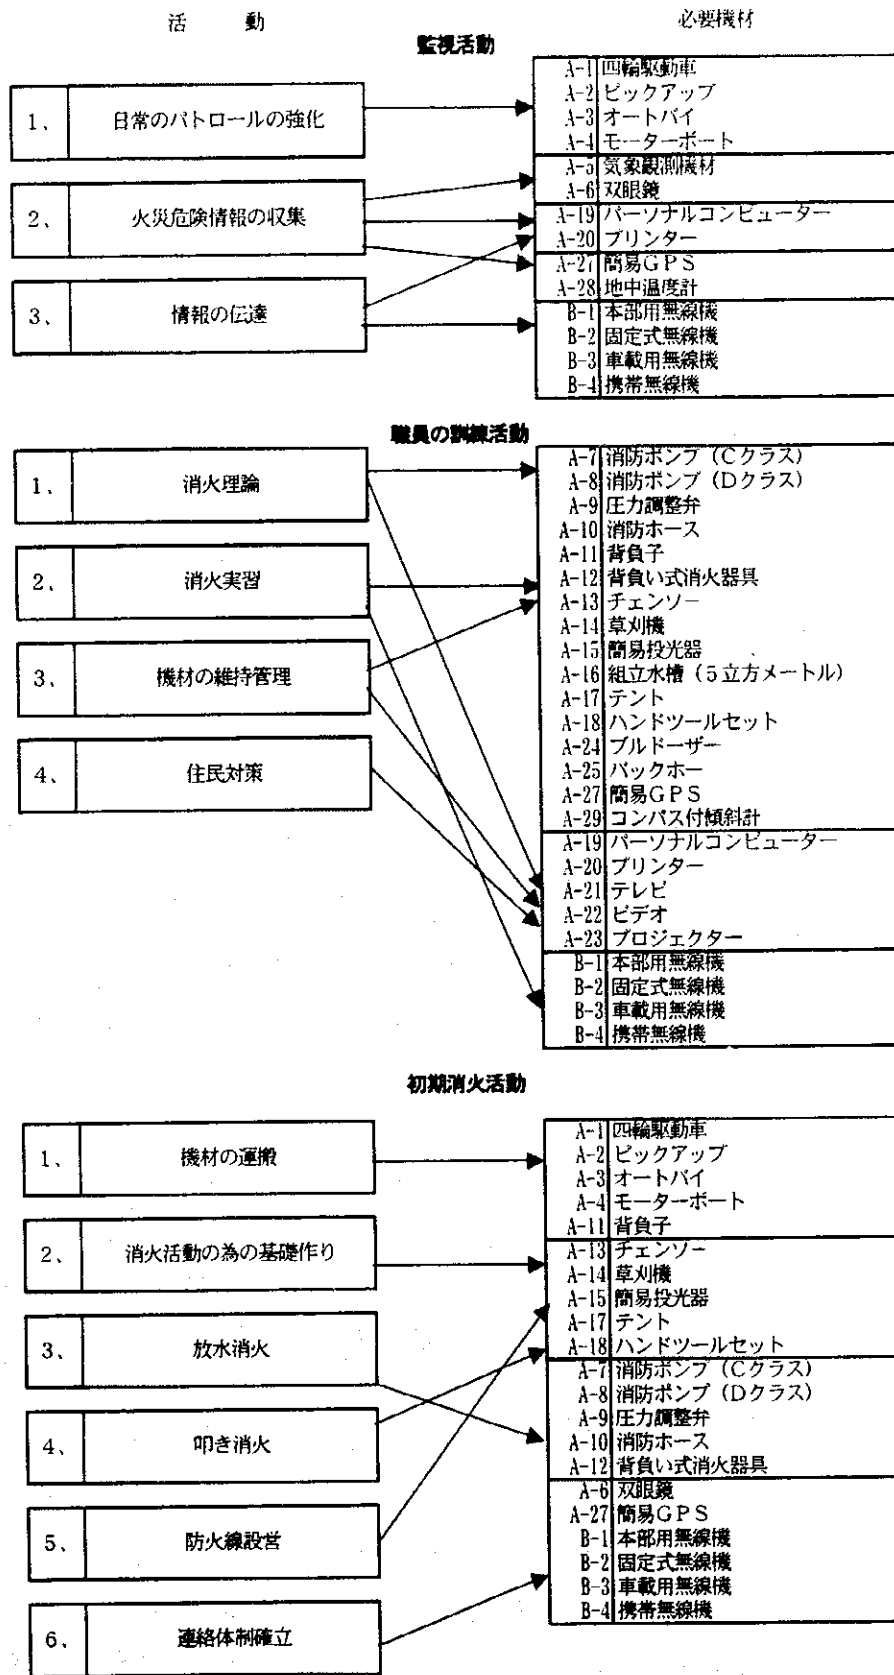 活 動
必要機材
監視活動
1、 日常のパトロールの強化
2、 火災危険情報の収集
3、 情報の伝達
A-1 四輪駆動車
A-2 ピックアップ
A-3 オートバイ
A-4 モーターボート
A-5 気象観測機材
A-6 双眼鏡
A-19 パーソナルコンピューター
A-20 プリンター
A-27 簡易GPS
A-28 地中温度計
B-1 本部用無線機
B-2 固定式無線機
B-3 車載用無線機
B-4 携帯無線機
職員の訓練活動
1、 消火理論
2、 消火実習
3、 機材の維持管理
4、 住民対策
A-7 消防ポンプ(Cクラス)
A-8 消防ポンプ(Dクラス)
A-9 圧力調整弁
A-10 消防ホース
A-11 背負子
A-12 背負い式消火器具
A-13 チェンソー
A-14 草刈機
A-15 簡易投光器
A-16 組立水槽(5立方メートル)
A-17 テント
A-18 ハンドツールセット
A-24 ブルドーザー
A-25 バックホー
A-27 簡易GPS
A-29 コンパス付傾斜計
A-19 パーソナルコンピューター
A-20 プリンター
A-21 テレビ
A-22 ビデオ
A-23 プロジェクター
B-1 本部用無線機
B-2 固定式無線機
B-3 車載用無線機
B-4 携帯無線機
初期消火活動
1、 機材の運搬
2、 消火活動の為の基礎作り
3、 放水消火
4、 叩き消火
5、 防火線設営
6、 連絡体制確立
A-1 四輪駆動車
A-2 ピックアップ
A-3 オートバイ
A-4 モーターボート
A-11 背負子
A-13 チェンソー
A-14 草刈機
A-15 簡易投光器
A-17 テント
A-18 ハンドツールセット
A-7 消防ポンプ(Cクラス)
A-8 消防ポンプ(Dクラス)
A-9 圧力調整弁
A-10 消防ホース
A-12 背負い式消火器具
A-6 双眼鏡
A-27 簡易GPS
B-1 本部用無線機
B-2 固定式無線機
B-3 車載用無線機
B-4 携帯無線機